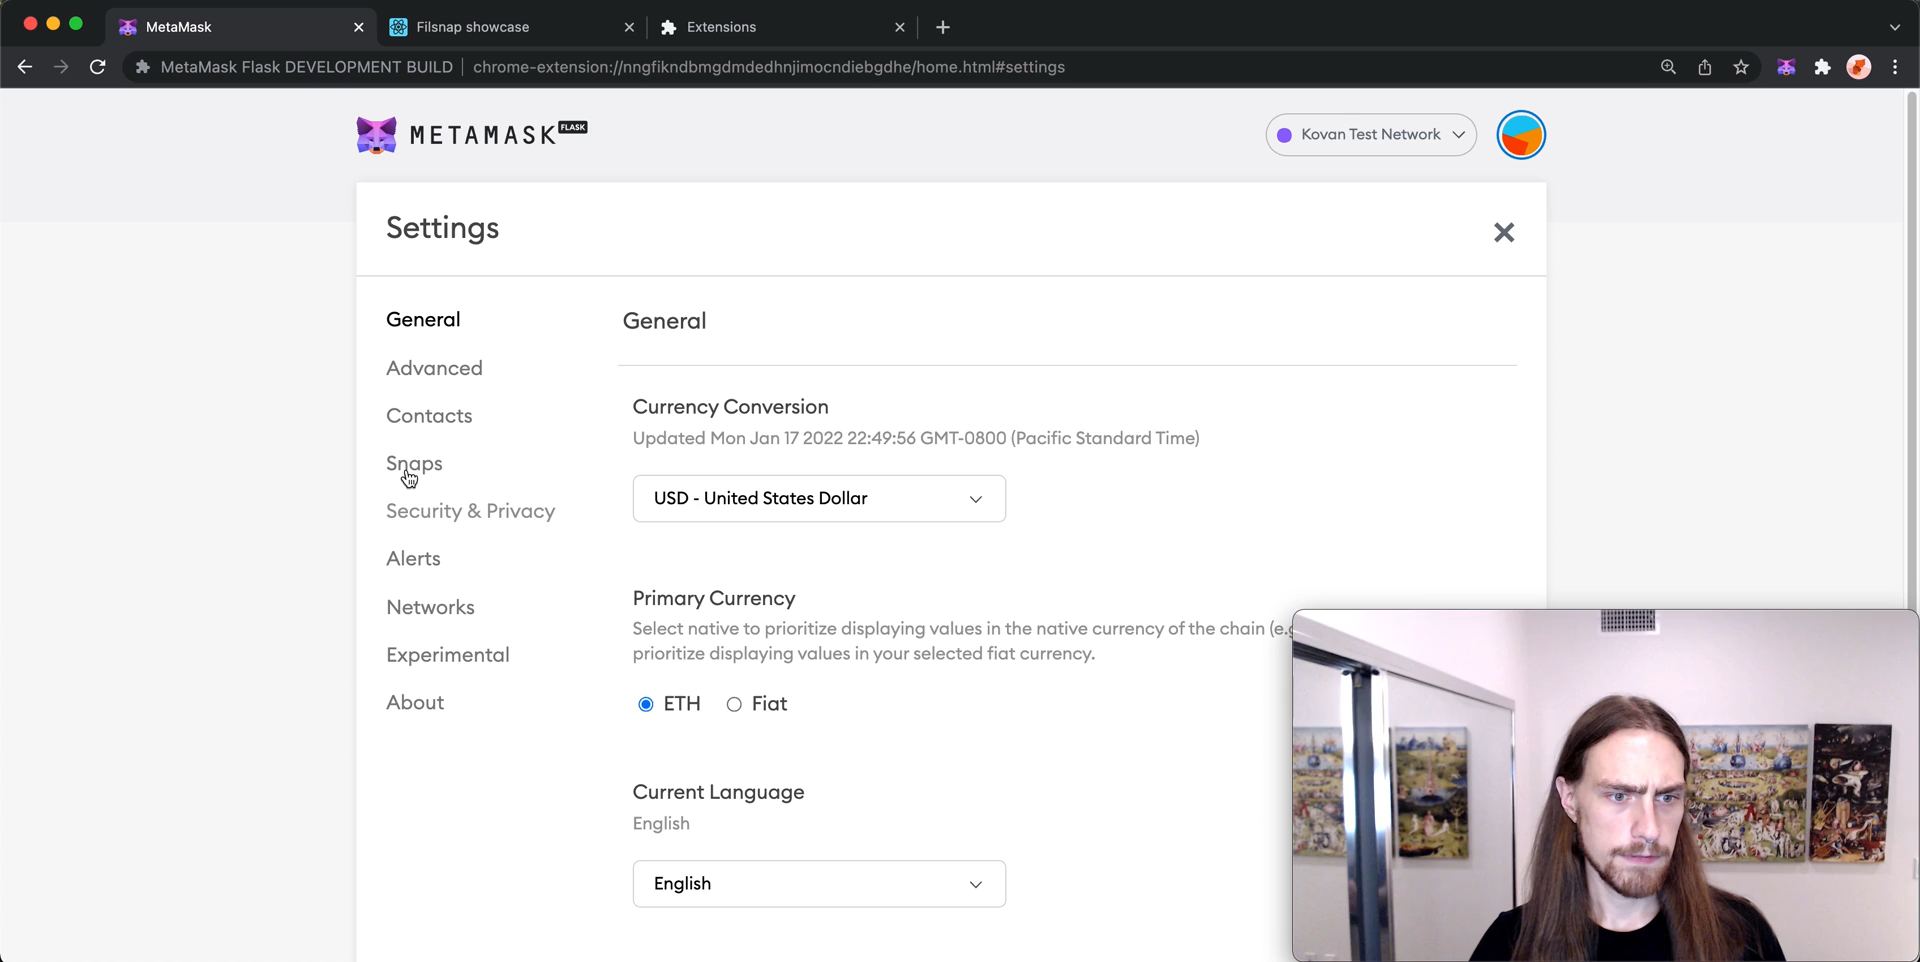 MetaMask
Filsnap showcase
Extensions
MetaMask Flask DEVELOPMENT BUILD
chrome-extension://nngfikndbmgdmdedhnjimocndiebgdhe/home.html#settings
METAMASK FLASK
Kovan Test Network
Settings
General
Advanced
Contacts
Snaps
Security & Privacy
Alerts
Networks
Experimental
About
General
Currency Conversion
Updated Mon Jan 17 2022 22:49:56 GMT-0800 (Pacific Standard Time)
USD - United States Dollar
Primary Currency
Select native to prioritize displaying values in the native currency of the chain (e.g
prioritize displaying values in your selected fiat currency.
ETH
Fiat
Current Language
English
English